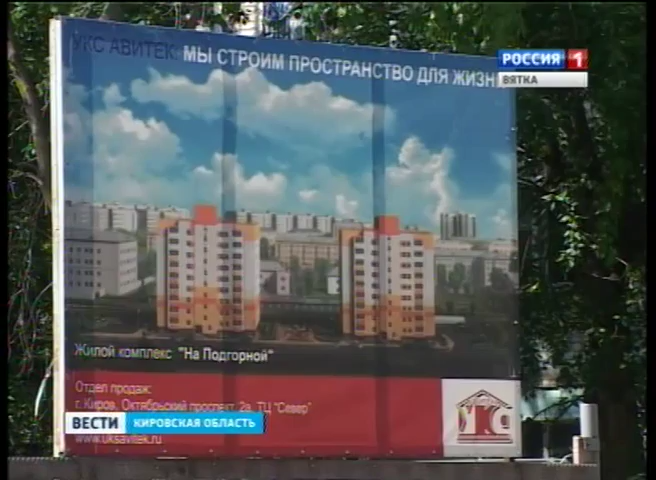 УКС АВИТЕК: МЫ СТРОИМ ПРОСТРАНСТВО ДЛЯ ЖИЗН
РОССИЯ 1
ВЯТКА
Жилой комплекс "На Подгорной"
Отдел продаж:
г. Киров, Октябрьский проспект, 2а, ТЦ "Север"
ВЕСТИ КИРОВСКАЯ ОБЛАСТЬ
www.uksavitek.ru
УКС